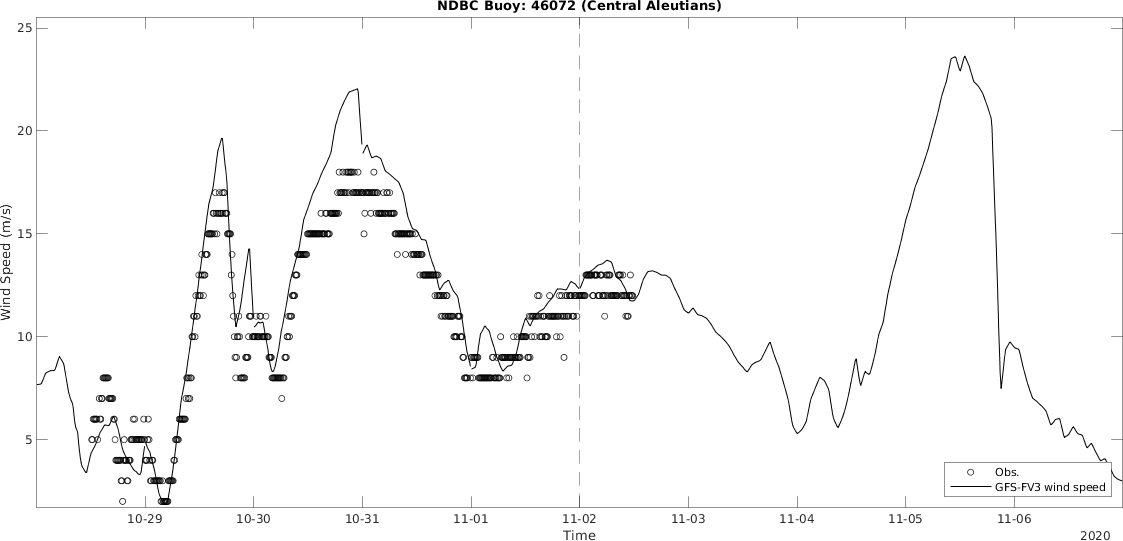 NDBC Buoy: 46072 (Central Aleutians)
25
20
15
10
5
Wind Speed (m/s)
Obs.
GFS-FV3 wind speed
10-29 10-30 10-31 11-01 11-02 11-03 11-04 11-05 11-06
Time
2020